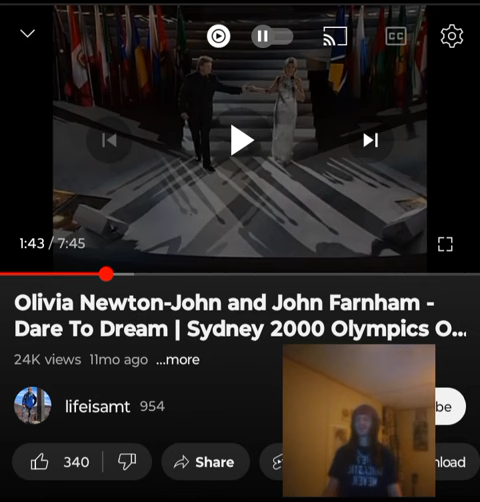 CC
1:43 / 7:45
Olivia Newton-John and John Farnham -
Dare To Dream | Sydney 2000 Olympics O...
24K views 11mo ago ...more
lifeisamt 954
be
340 Share nload